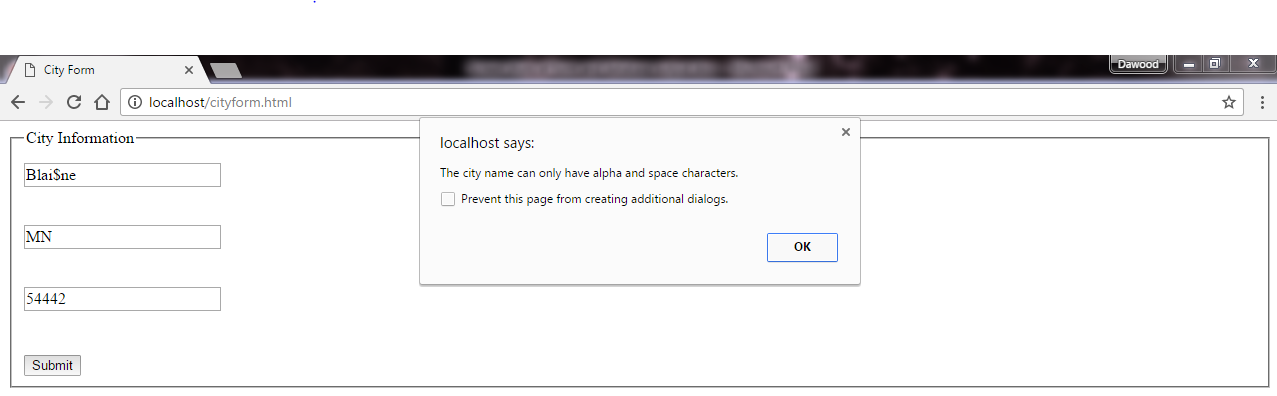 City Form
Dawood
localhost/cityform.html
City Information
Blai$ne
MN
54442
Submit
localhost says:
The city name can only have alpha and space characters.
Prevent this page from creating additional dialogs.
OK